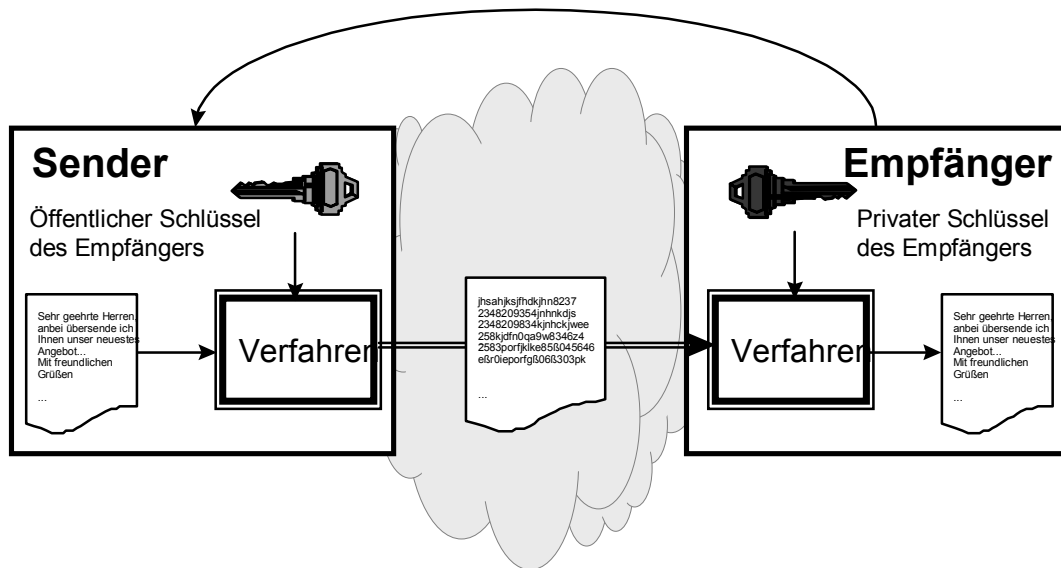 Sender
Öffentlicher Schlüssel
des Empfängers
Sehr geehrte Herren,
anbei übersende ich
Ihnen unser neuestes
Angebot...
Mit freundlichen
Grüßen
...
Verfahren
jhsahjksjfhdkjhn8237
2348209354jnhnkdjs
2348209834kjnhckjwee
258kjdfn0qa9w8346z4
2583porfjklke85ß045646
eßr0ieporfgß06ß303pk
...
Empfänger
Privater Schlüssel
des Empfängers
Verfahren
Sehr geehrte Herren,
anbei übersende ich
Ihnen unser neuestes
Angebot...
Mit freundlichen
Grüßen
...